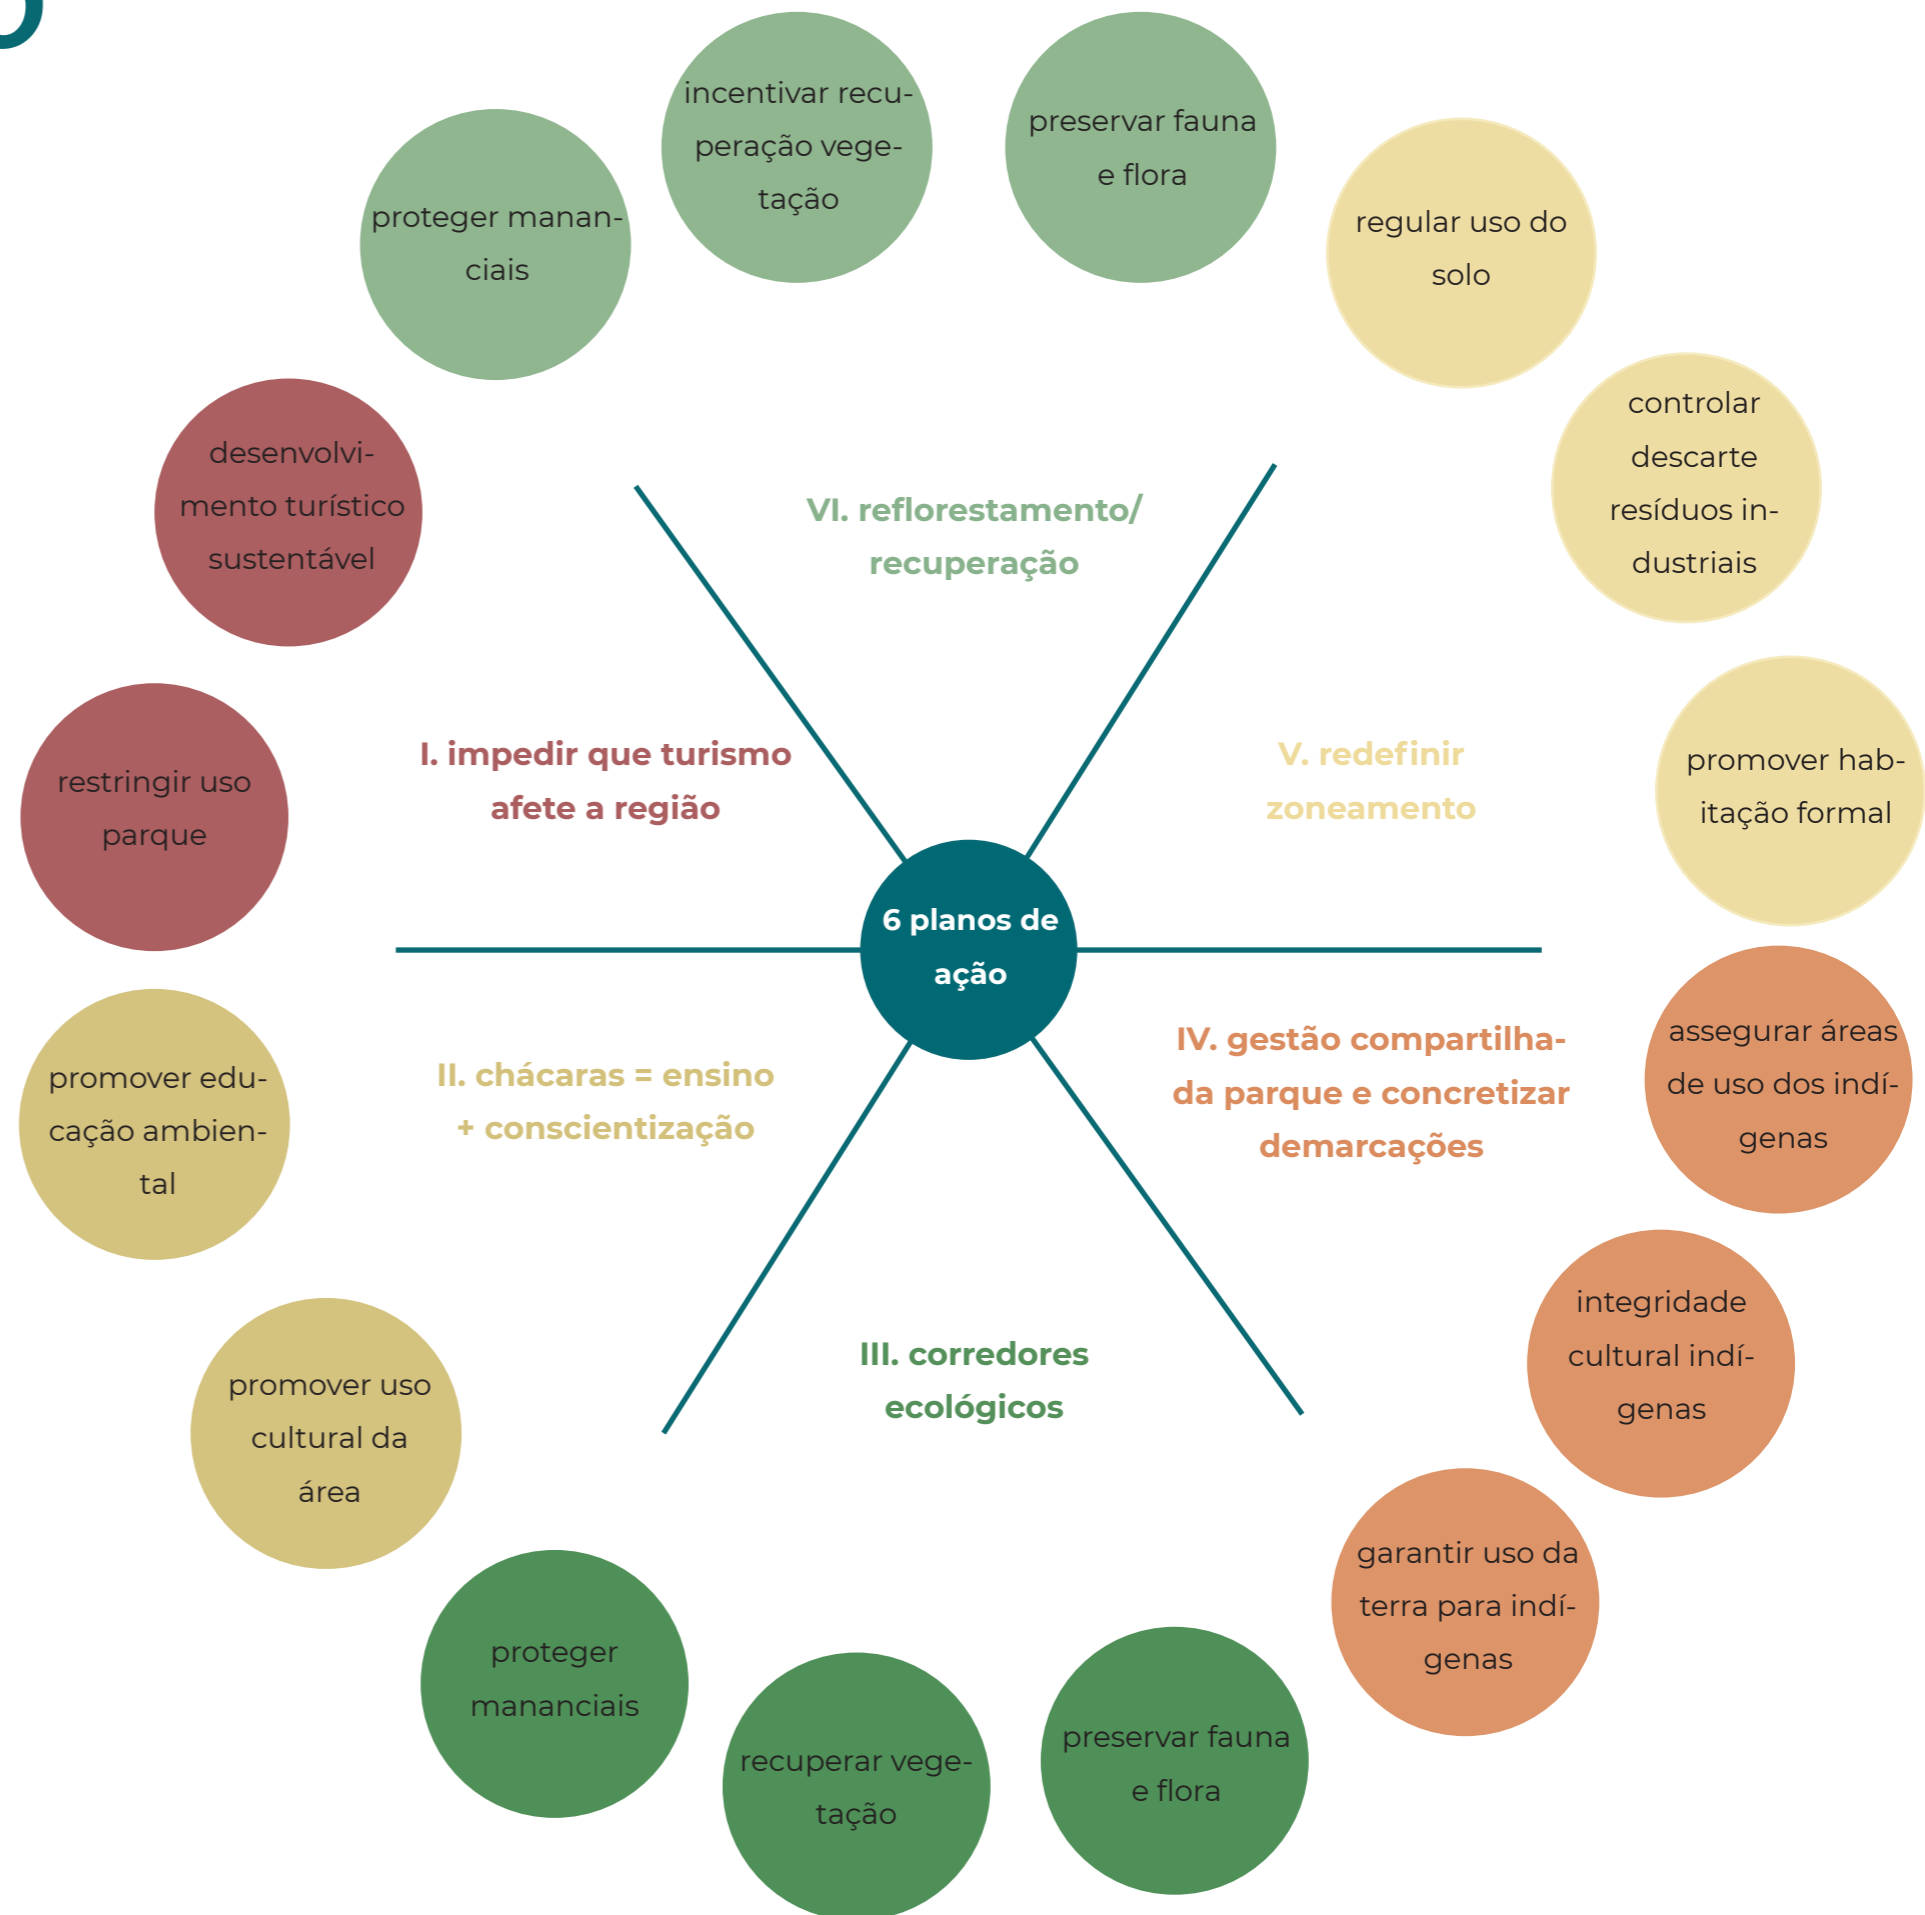 incentivar recu-
peração vege-
tação
preservar fauna
e flora
proteger manan-
ciais
regular uso do
solo
desenvolvi-
mento turístico
sustentável
controlar
descarte
resíduos in-
dustriais
VI. reflorestamento/
recuperação
restringir uso
parque
I. impedir que turismo
afete a região
V. redefinir
zoneamento
promover hab-
itação formal
6 planos de
ação
promover edu-
cação ambien-
tal
II. chácaras = ensino
+ conscientização
IV. gestão compartilha-
da parque e concretizar
demarcações
assegurar áreas
de uso dos indí-
genas
promover uso
cultural da
área
III. corredores
ecológicos
integridade
cultural indí-
genas
garantir uso da
terra para indí-
genas
proteger
mananciais
recuperar vege-
tação
preservar fauna
e flora